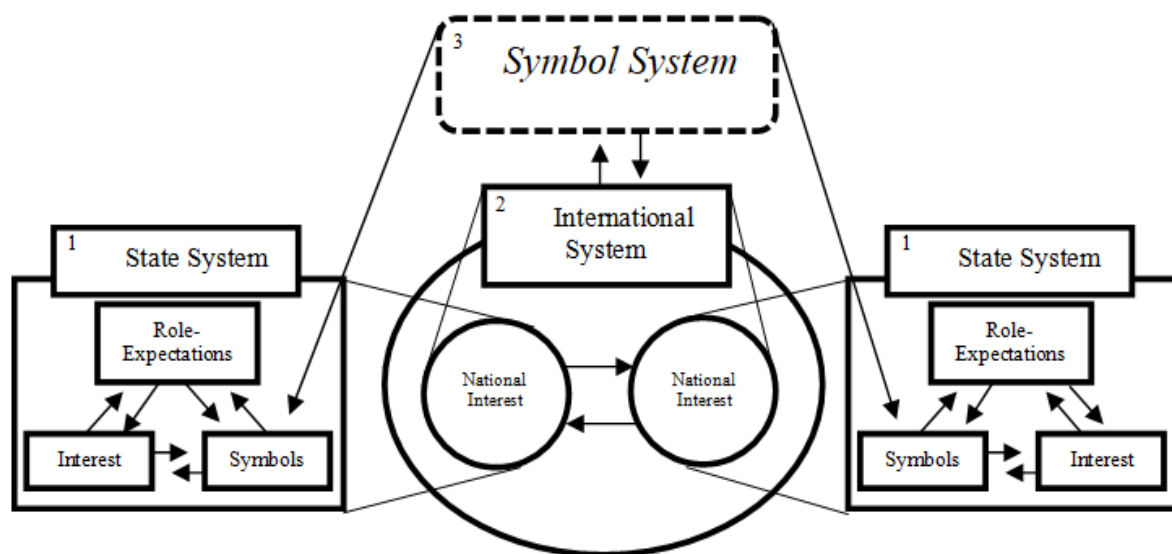 3
Symbol System
2
International
System
1
State System
Role-
Expectations
Interest
Symbols
National
Interest
National
Interest
1
State System
Role-
Expectations
Symbols
Interest